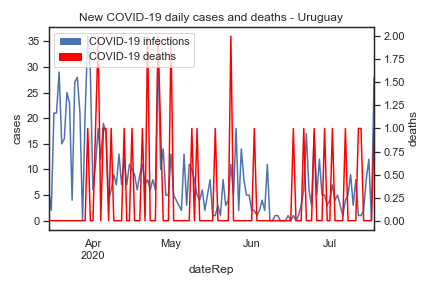 New COVID-19 daily cases and deaths - Uruguay
COVID-19 infections
COVID-19 deaths
35
30
25
20
15
10
5
0
cases
2.00
1.75
1.50
1.25
1.00
0.75
0.50
0.25
0.00
deaths
Apr
2020
May
Jun
Jul
dateRep